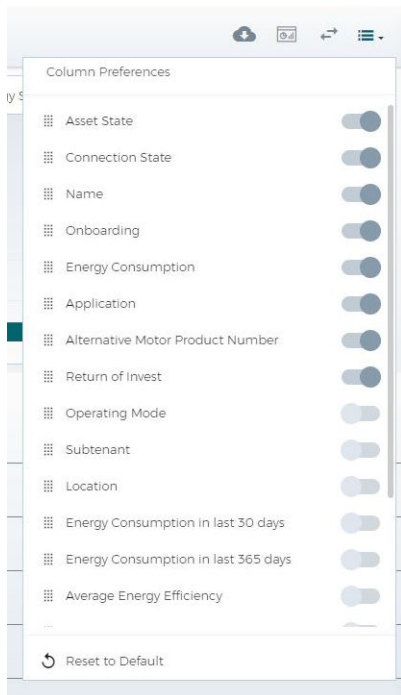 Column Preferences
Asset State
Connection State
Name
Onboarding
Energy Consumption
Application
Alternative Motor Product Number
Return of Invest
Operating Mode
Subtenant
Location
Energy Consumption in last 30 days
Energy Consumption in last 365 days
Average Energy Efficiency
Reset to Default